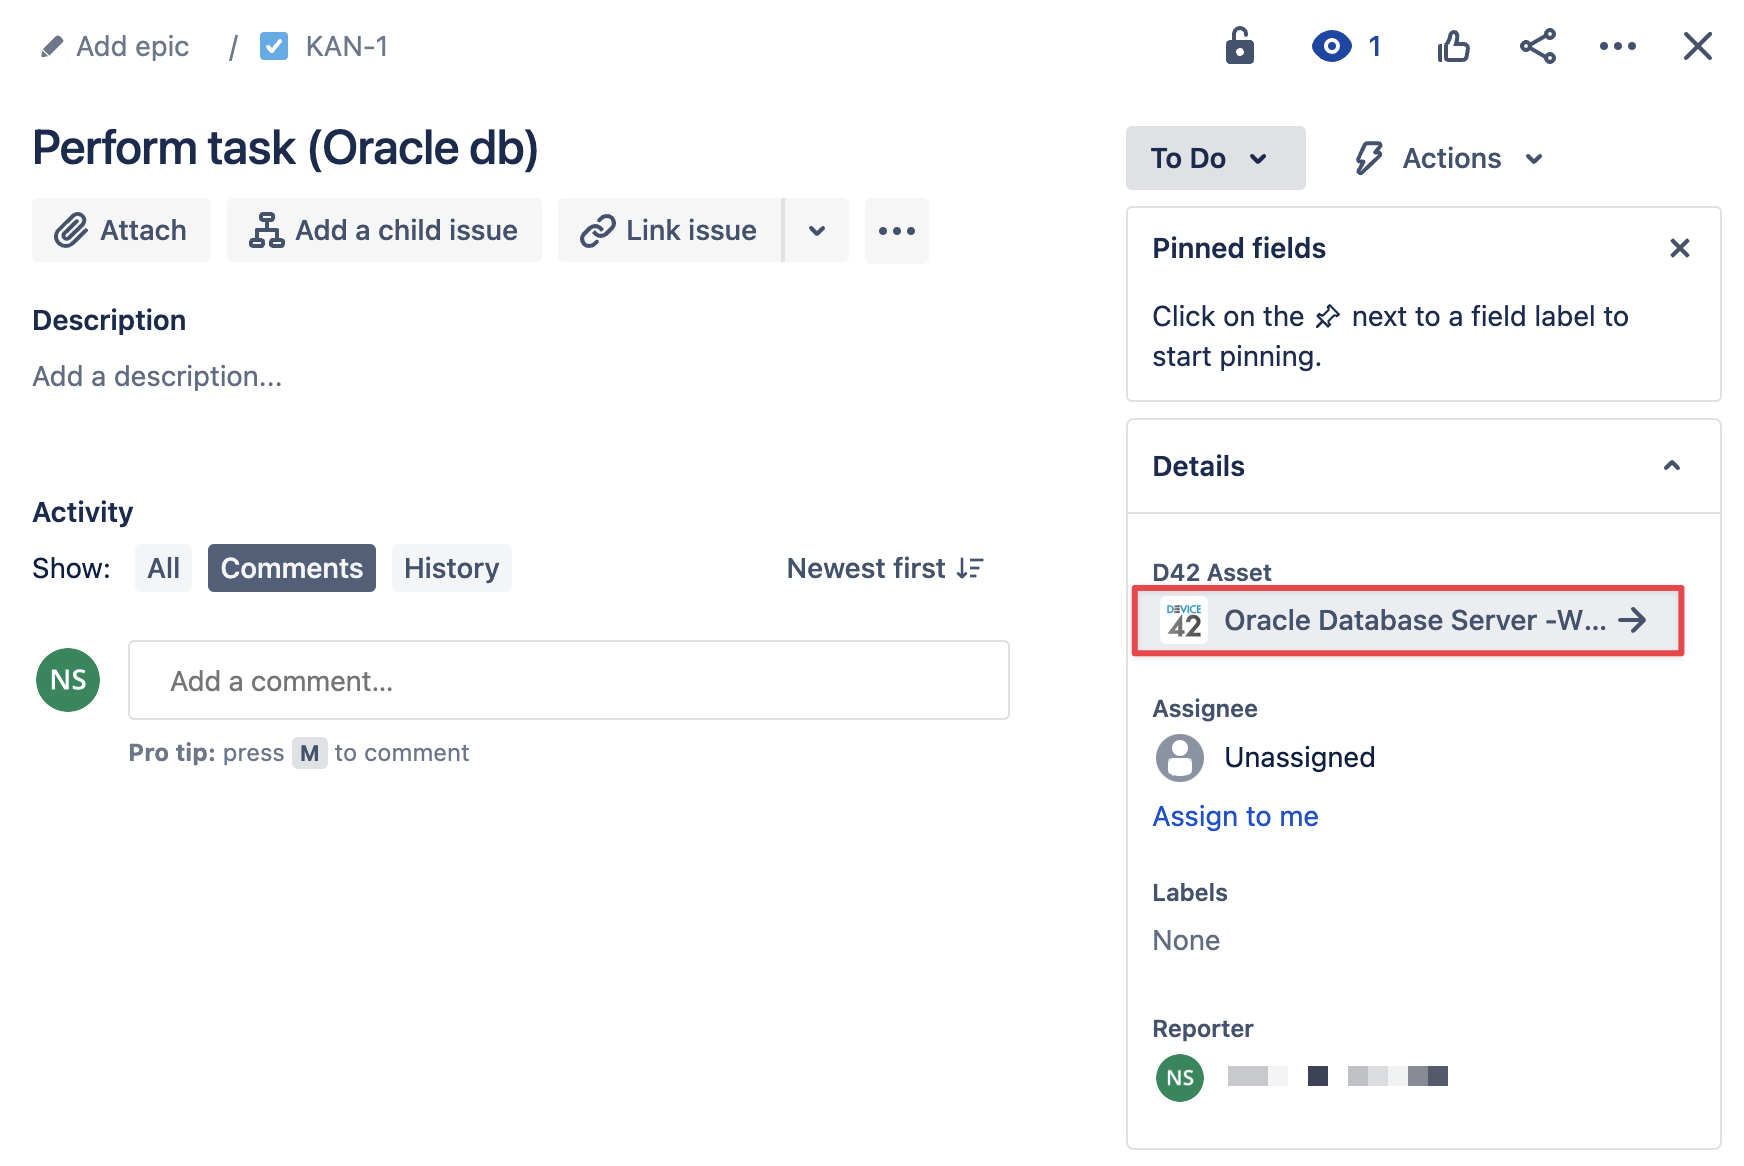 Add epic / KAN-1
1
Perform task (Oracle db)
To Do
Actions
Attach
Add a child issue
Link issue
Pinned fields
Click on the next to a field label to
start pinning.
Description
Add a description...
Details
Activity
Show: All Comments History
Newest first
D42 Asset
DEVICE
42
Oracle Database Server -W...
NS
Add a comment...
Pro tip: press M to comment
Assignee
Unassigned
Assign to me
Labels
None
Reporter
NS